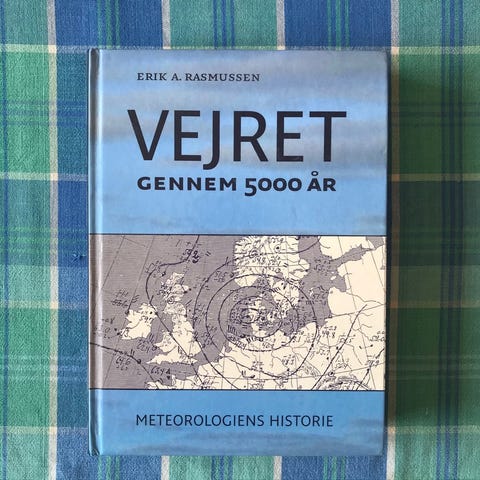 ERIK A. RASMUSSEN
VEJRET
GENNEM 5000 ÅR
METEOROLOGIENS HISTORIE